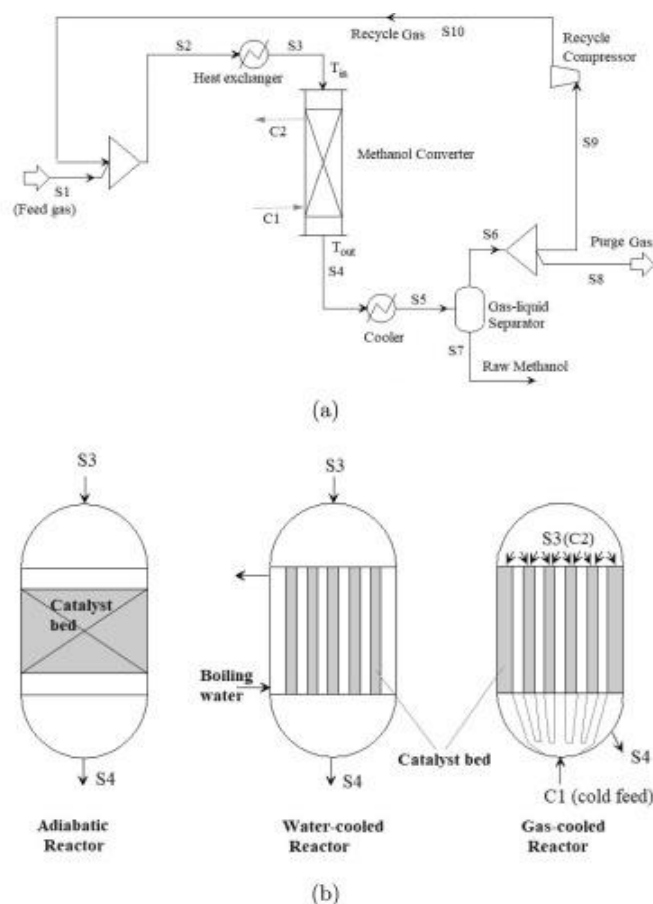 Recycle Gas
S10
Recycle
Compressor
S2
S3
Heat exchanger
T_in
C2
Methanol Converter
S9
S1
(Feed gas)
C1
T_out
S6
Purge Gas
S8
S4
S5
Gas-liquid
Separator
Cooler
S7
Raw Methanol
(a)
S3
S3
S3(C2)
Catalyst
bed
Boiling
water
Catalyst bed
S4
S4
S4
C1 (cold feed)
Adiabatic
Reactor
Water-cooled
Reactor
Gas-cooled
Reactor
(b)